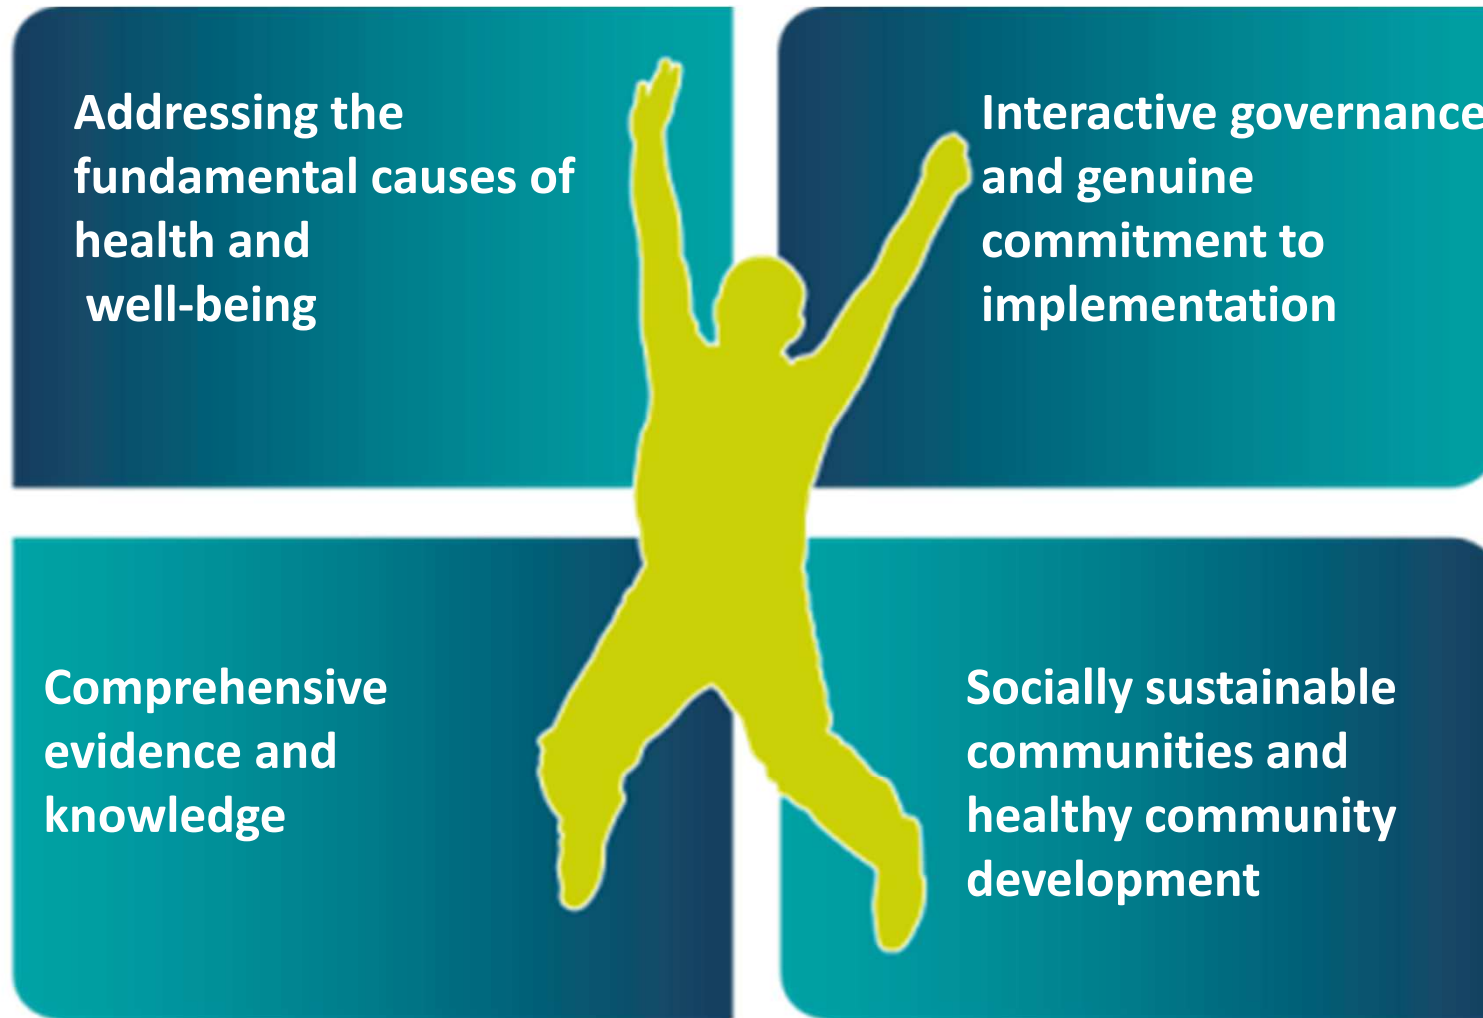 Addressing the
fundamental causes of
health and
well-being
Interactive governance
and genuine
commitment to
implementation
Comprehensive
evidence and
knowledge
Socially sustainable
communities and
healthy community
development